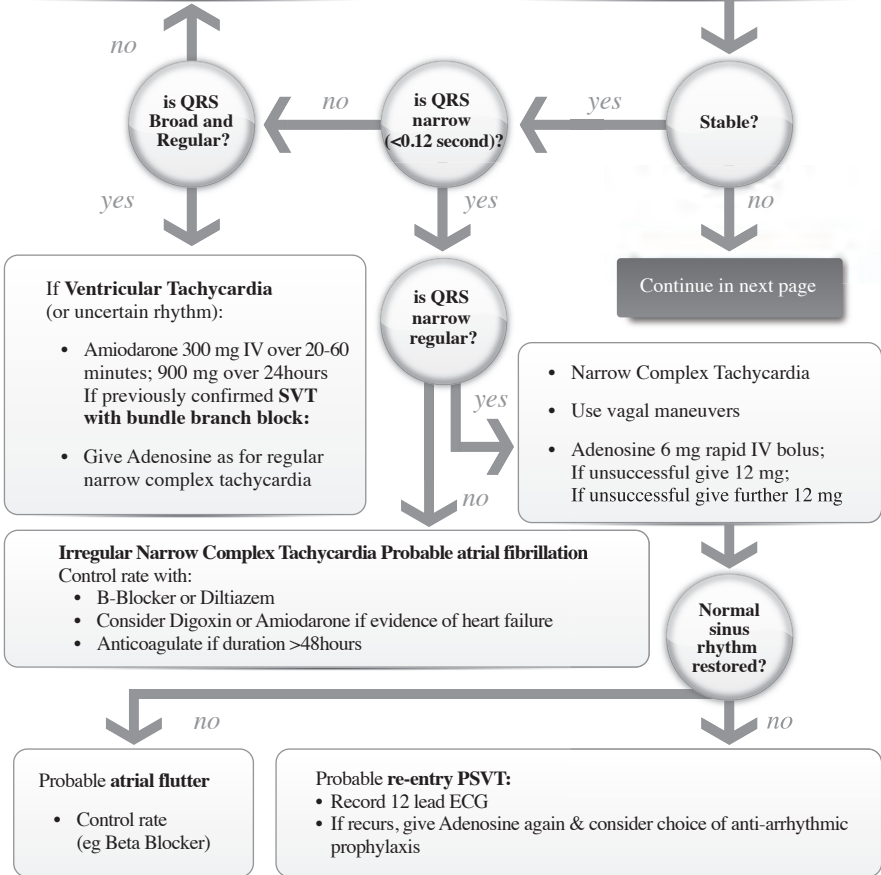 no
is QRS
Broad and
Regular?
no
is QRS
narrow
(<0.12 second)?
yes
Stable?
yes
yes
no
If Ventricular Tachycardia
(or uncertain rhythm):
• Amiodarone 300 mg IV over 20-60
minutes; 900 mg over 24hours
If previously confirmed SVT
with bundle branch block:
• Give Adenosine as for regular
narrow complex tachycardia
is QRS
narrow
regular?
Continue in next page
yes
no
• Narrow Complex Tachycardia
• Use vagal maneuvers
• Adenosine 6 mg rapid IV bolus;
If unsuccessful give 12 mg;
If unsuccessful give further 12 mg
Irregular Narrow Complex Tachycardia Probable atrial fibrillation
Control rate with:
• B-Blocker or Diltiazem
• Consider Digoxin or Amiodarone if evidence of heart failure
• Anticoagulate if duration >48hours
Normal
sinus
rhythm
restored?
no
no
Probable atrial flutter
• Control rate
(eg Beta Blocker)
Probable re-entry PSVT:
• Record 12 lead ECG
• If recurs, give Adenosine again & consider choice of anti-arrhythmic
prophylaxis